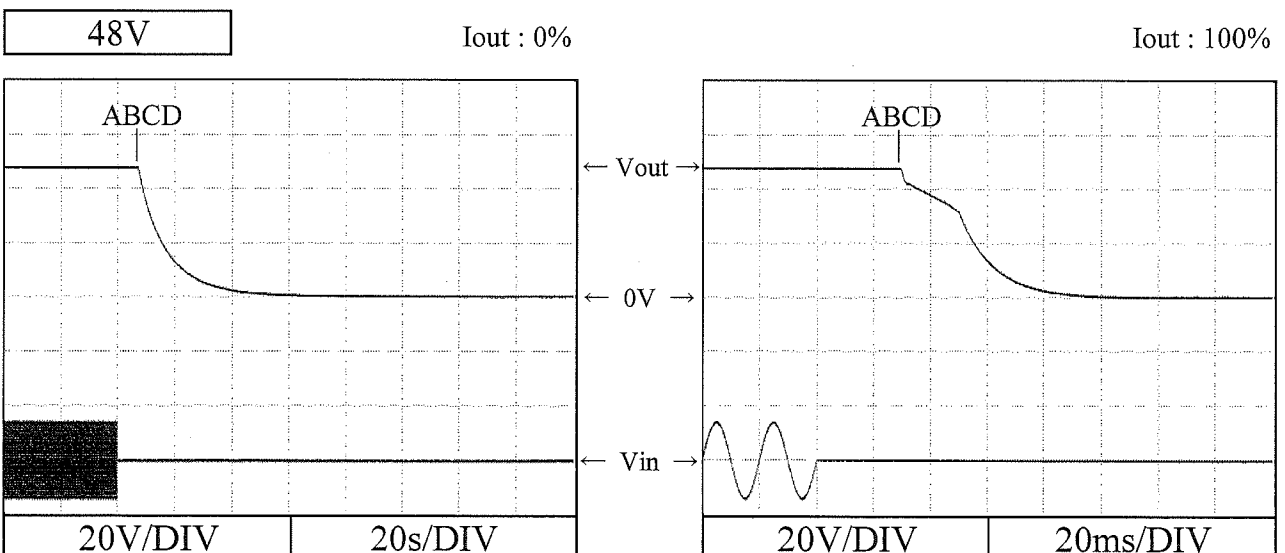 48V
Iout : 0%
Iout : 100%
ABCD
ABCD
← Vout →
← 0V →
← Vin →
20V/DIV
20s/DIV
20V/DIV
20ms/DIV